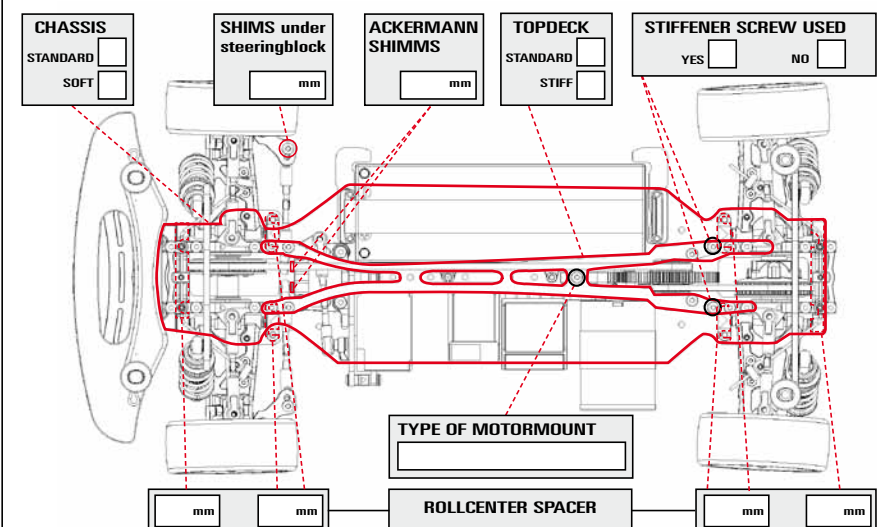 CHASSIS
STANDARD
SOFT
SHIMS under
steeringblock
mm
ACKERMANN
SHIMMS
mm
TOPDECK
STANDARD
STIFF
STIFFENER SCREW USED
YES
NO
TYPE OF MOTORMOUNT
mm
mm
ROLLCENTER SPACER
mm
mm